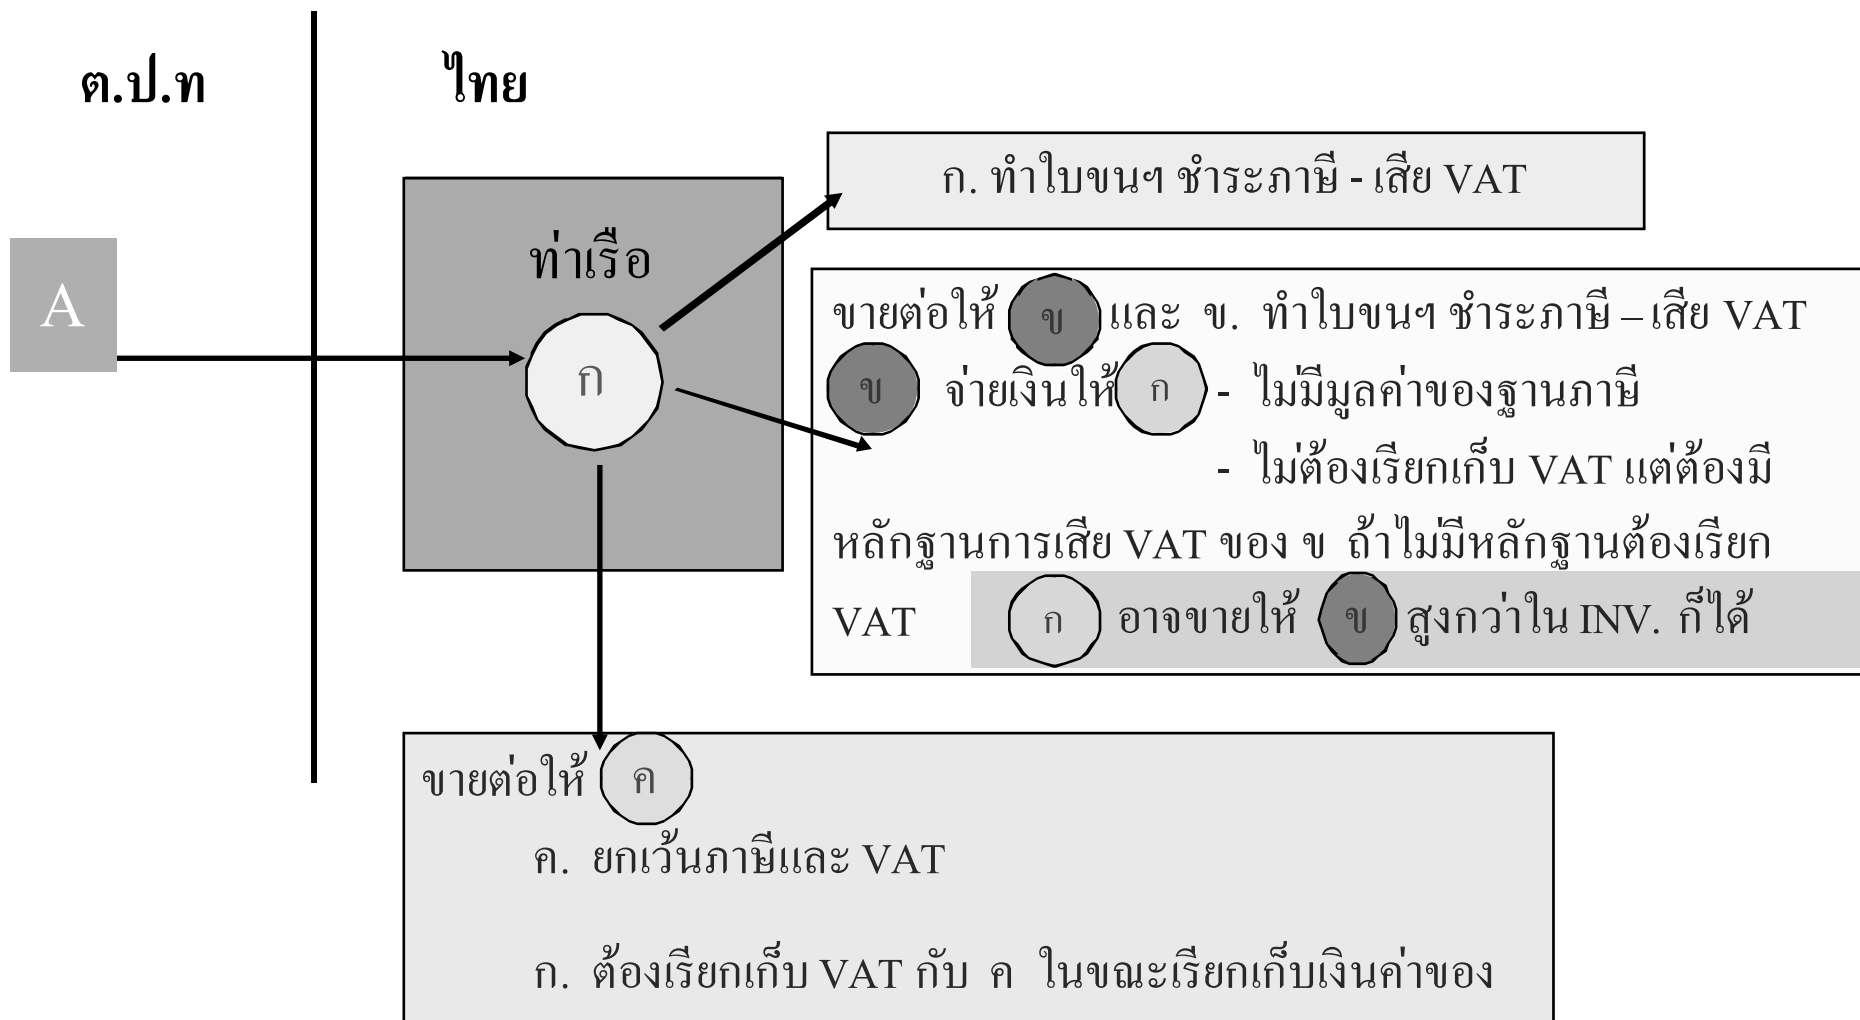 ต.ป.ท
ไทย
A
ท่าเรือ
ก
ก. ทำใบขนฯ ชำระภาษี - เสีย VAT
ขายต่อให้ ข และ ข. ทำใบขนฯ ชำระภาษี – เสีย VAT
ข จ่ายเงินให้ ก - ไม่มีมูลค่าของฐานภาษี
- ไม่ต้องเรียกเก็บ VAT แต่ต้องมี
หลักฐานการเสีย VAT ของ ข ถ้าไม่มีหลักฐานต้องเรียก
VAT ก อาจขายให้ ข สูงกว่าใน INV. ก็ได้
ขายต่อให้ ค
ค. ยกเว้นภาษีและ VAT
ก. ต้องเรียกเก็บ VAT กับ ค ในขณะเรียกเก็บเงินค่าของ